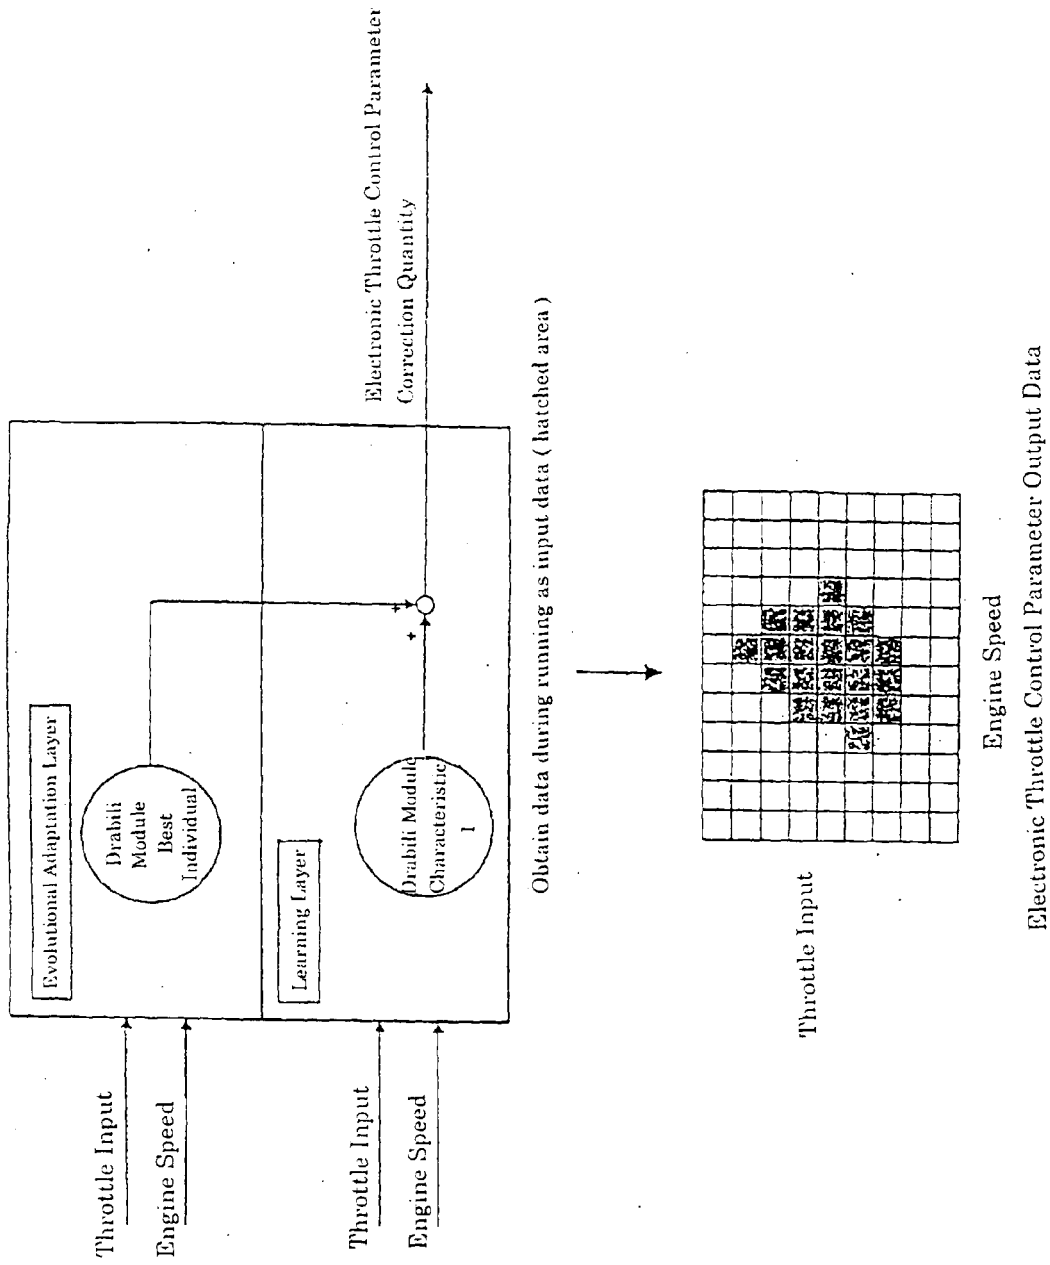 Evolutional Adaptation Layer
Throttle Input
Engine Speed
Drabili
Module
Best
Individual
Learning Layer
Throttle Input
Engine Speed
Drabili Module
Characteristic
1
+
+
Electronic Throttle Control Parameter
Correction Quantity
Obtain data during running as input data ( hatched area )
Throttle Input
Engine Speed
Electronic Throttle Control Parameter Output Data